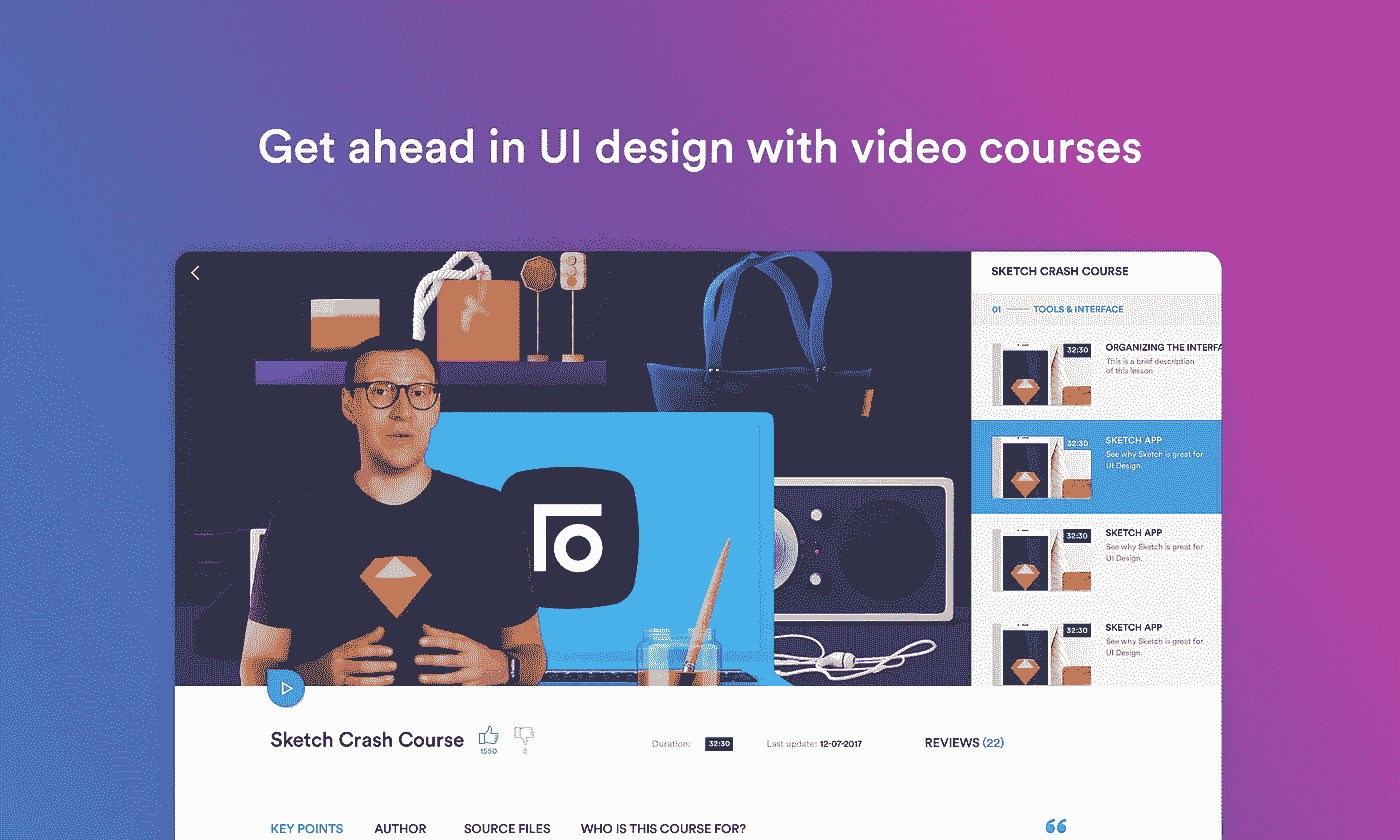 Get ahead in UI design with video courses
SKETCH CRASH COURSE
01 TOOLS & INTERFACE
32:30
ORGANIZING THE INTERFA
This is a brief description
of this lesson
32:30
SKETCH APP
See why Sketch is great for
UI Design.
32:30
SKETCH APP
See why Sketch is great for
UI Design.
32:30
SKETCH APP
See why Sketch is great for
UI Design.
Sketch Crash Course
1550
Duration: 32:30
Last update: 12-07-2017
REVIEWS (22)
KEY POINTS
AUTHOR
SOURCE FILES
WHO IS THIS COURSE FOR?